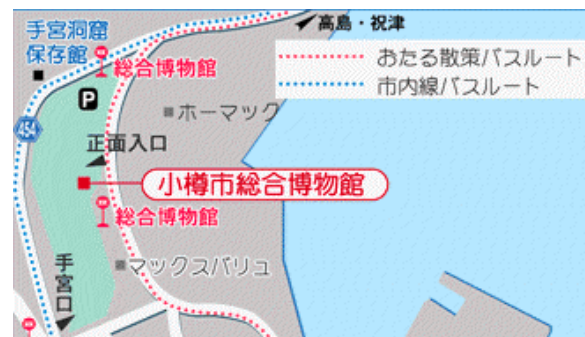 手宮洞窟
保存館
高島・祝津
総合博物館
おたる散策バスルート
市内線バスルート
P
ホーマック
454
正面入口
小樽市総合博物館
総合博物館
手宮口
マックスバリュ